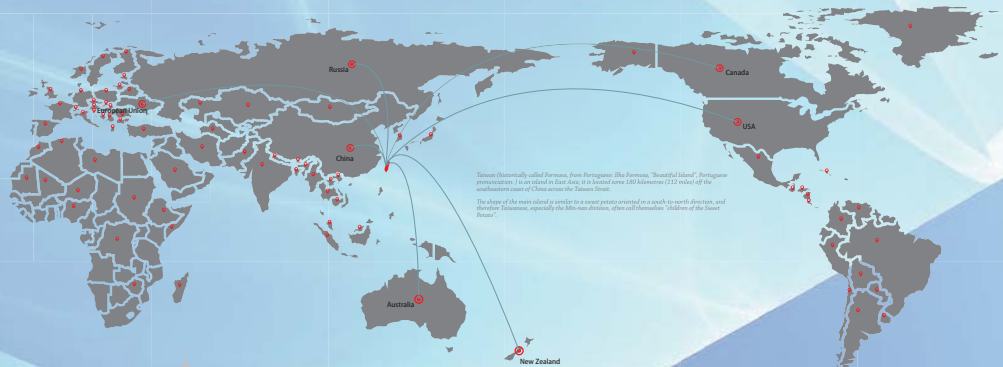 Russia
Canada
European Union
USA
China
Taiwan (historically called Formosa, from Portuguese: Ilha Formosa, "Beautiful Island", Portuguese
pronunciation: ) is an island in East Asia; it is located some 180 kilometres (112 miles) off the
southeastern coast of China across the Taiwan Strait.
The shape of the main island is similar to a sweet potato oriented in a south-to-north direction, and
therefore Taiwanese, especially the Min-nan division, often call themselves "children of the Sweet
Potato".
Australia
New Zealand